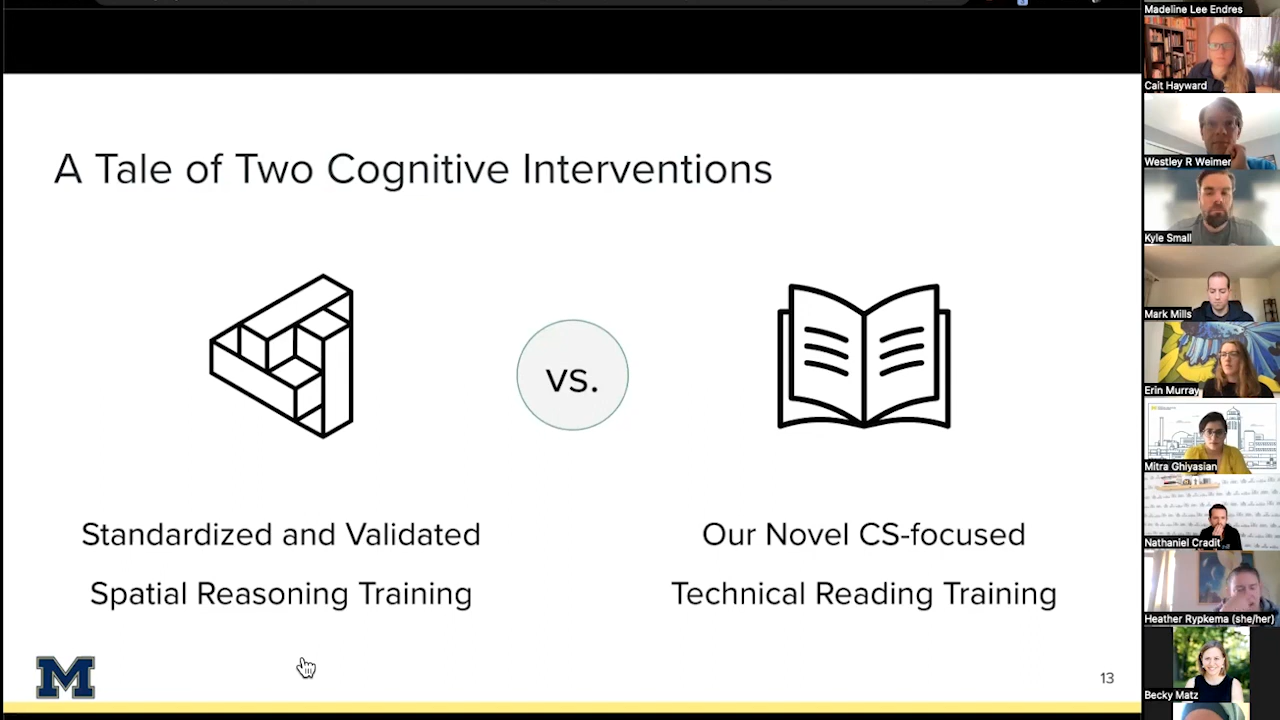 A Tale of Two Cognitive Interventions
vs.
Standardized and Validated
Spatial Reasoning Training
Our Novel CS-focused
Technical Reading Training
M
13
Madeline Lee Endres
Cait Hayward
Westley R Weimer
Kyle Small
Mark Mills
Erin Murray
Mitra Ghiyasian
Nathaniel Cradit
Heather Rypkema (she/her)
Becky Matz